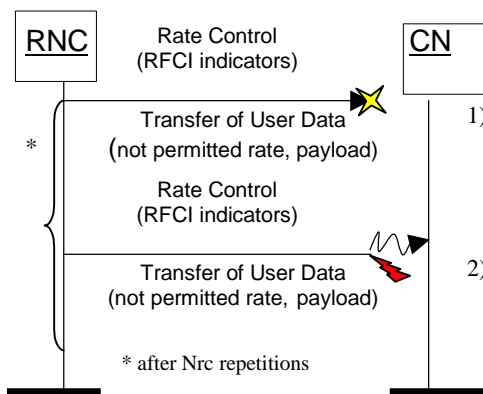 RNC
CN
Rate Control
(RFCI indicators)
1)
Transfer of User Data
*
(not permitted rate, payload)
Rate Control
(RFCI indicators)
2)
Transfer of User Data
(not permitted rate, payload)
* after Nrc repetitions